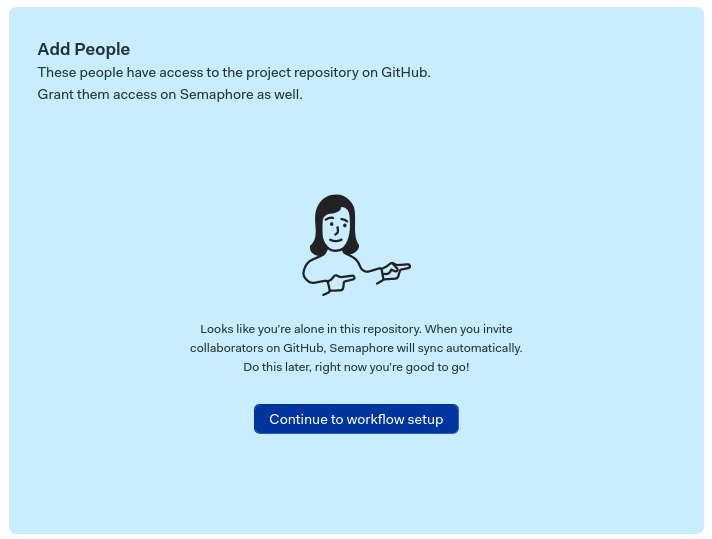 Add People
These people have access to the project repository on GitHub.
Grant them access on Semaphore as well.
Looks like you're alone in this repository. When you invite
collaborators on GitHub, Semaphore will sync automatically.
Do this later, right now you're good to go!
Continue to workflow setup